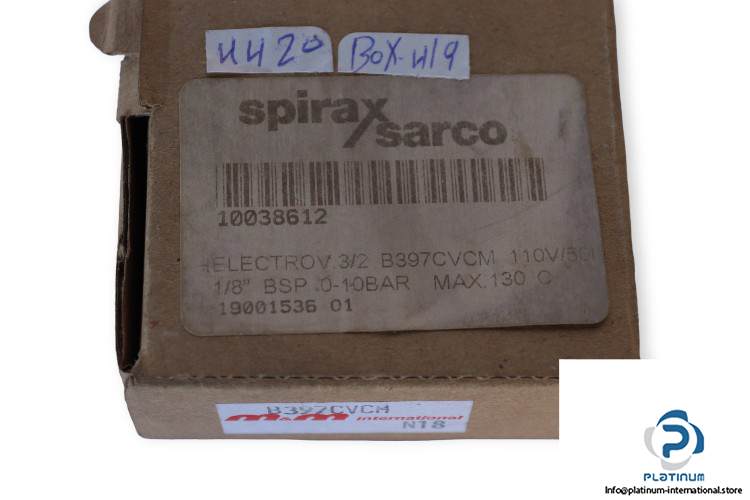 4420
BOX.419
spirax
sarco
10038612
ELECTROV.3/2 B397CVCM 110V/50
1/8" BSP .0-10BAR MAX.130 C
19001536 01
B397CVCM
M&M international
N18
PLATINUM
Info@platinum-international.store